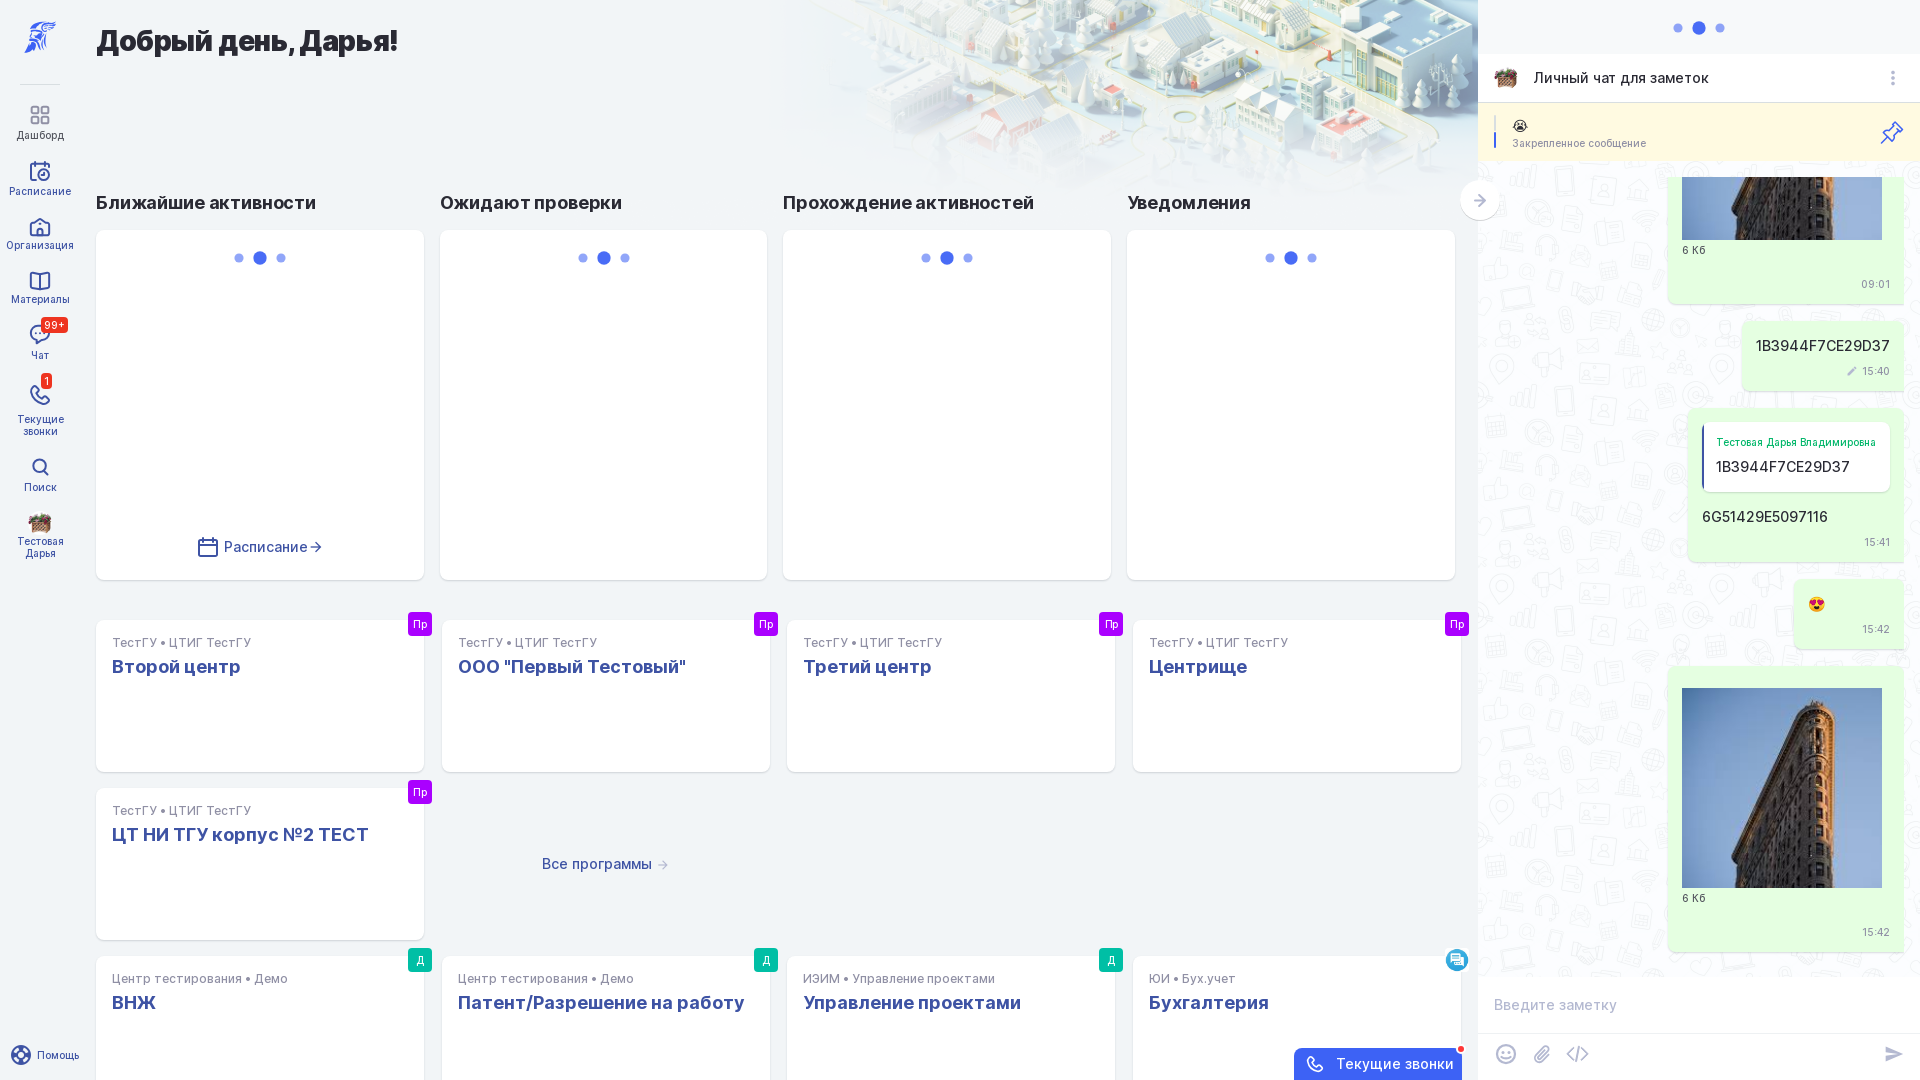 Добрый день, Дарья!
Дашборд
Расписание
Организация
Материалы
99+
Чат
1
Текущие
звонки
Поиск
Тестовая
Дарья
Помощь
Ближайшие активности
Расписание
Ожидают проверки
Прохождение активностей
Уведомления
Пр
ТестГУ • ЦТИГ ТестГУ
Второй центр
Пр
ТестГУ • ЦТИГ ТестГУ
ООО "Первый Тестовый"
Пр
ТестГУ • ЦТИГ ТестГУ
Третий центр
Пр
ТестГУ • ЦТИГ ТестГУ
Центрище
Пр
ТестГУ • ЦТИГ ТестГУ
ЦТ НИ ТГУ корпус №2 ТЕСТ
Все программы
Д
Центр тестирования • Демо
ВНЖ
Д
Центр тестирования • Демо
Патент/Разрешение на работу
Д
ИЭИМ • Управление проектами
Управление проектами
ЮИ • Бух.учет
Бухгалтерия
Текущие звонки
Личный чат для заметок
😭
Закрепленное сообщение
6 Кб
09:01
1B3944F7CE29D37
15:40
Тестовая Дарья Владимировна
1B3944F7CE29D37
6G51429E5097116
15:41
😍
15:42
6 Кб
15:42
Введите заметку